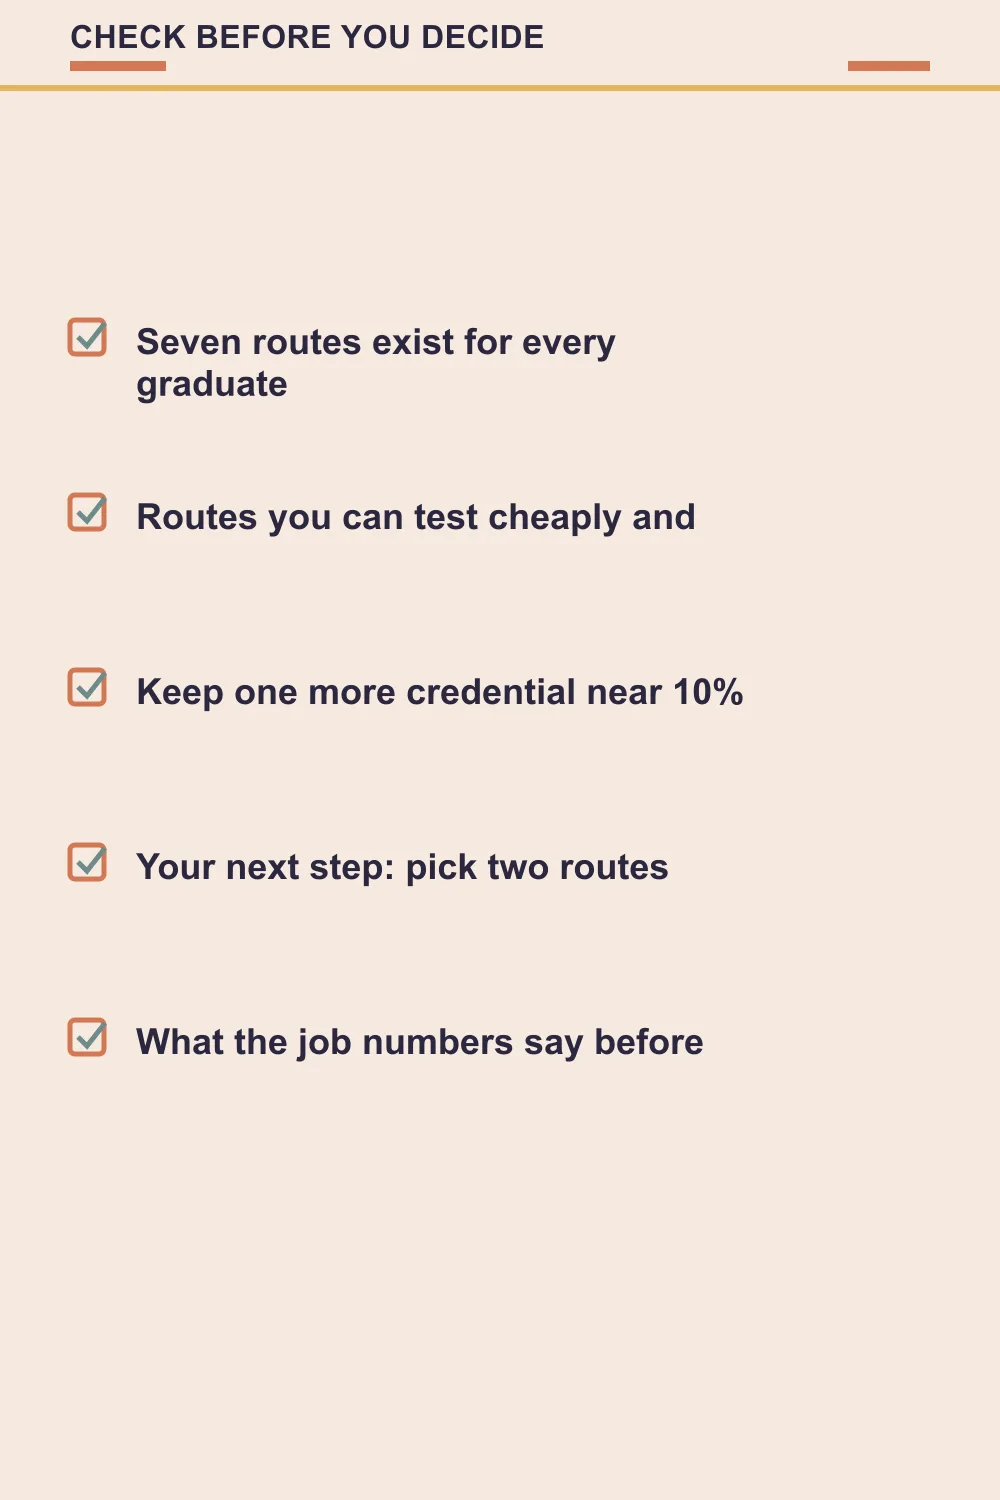 CHECK BEFORE YOU DECIDE
Seven routes exist for every
graduate
Routes you can test cheaply and
Keep one more credential near 10%
Your next step: pick two routes
What the job numbers say before